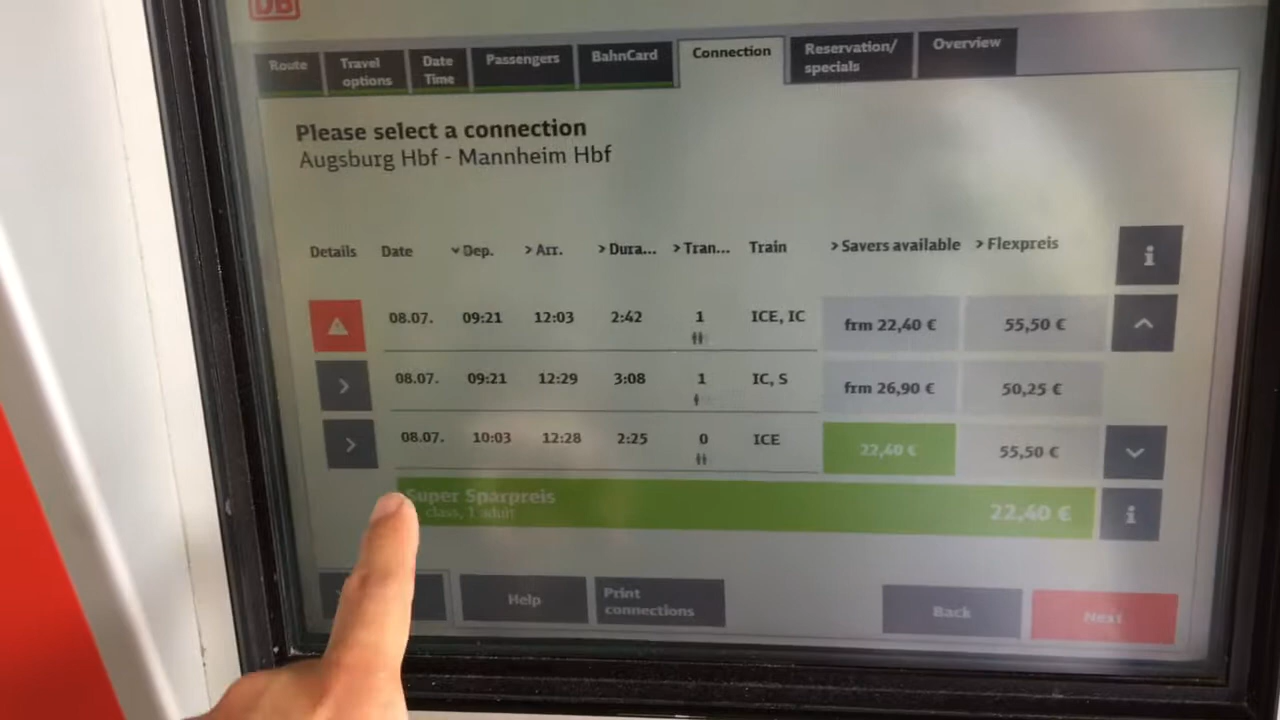 DB
Route
Travel options
Date Time
Passengers
BahnCard
Connection
Reservation/ specials
Overview
Please select a connection
Augsburg Hbf - Mannheim Hbf
Details Date Dep. > Arr. > Dura... > Tran... Train > Savers available > Flexpreis
08.07. 09:21 12:03 2:42 1 ICE, IC frm 22,40 € 55,50 €
08.07. 09:21 12:29 3:08 1 IC, S frm 26,90 € 50,25 €
08.07. 10:03 12:28 2:25 0 ICE 22,40 € 55,50 €
Super Sparpreis
class, 1 adult
22,40 €
Help
Print connections
Back
Next